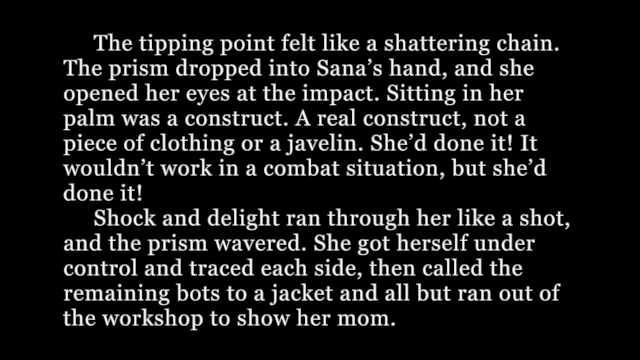 The tipping point felt like a shattering chain.
The prism dropped into Sana’s hand, and she
opened her eyes at the impact. Sitting in her
palm was a construct. A real construct, not a
piece of clothing or a javelin. She’d done it! It
wouldn’t work in a combat situation, but she’d
done it!
Shock and delight ran through her like a shot,
and the prism wavered. She got herself under
control and traced each side, then called the
remaining bots to a jacket and all but ran out of
the workshop to show her mom.